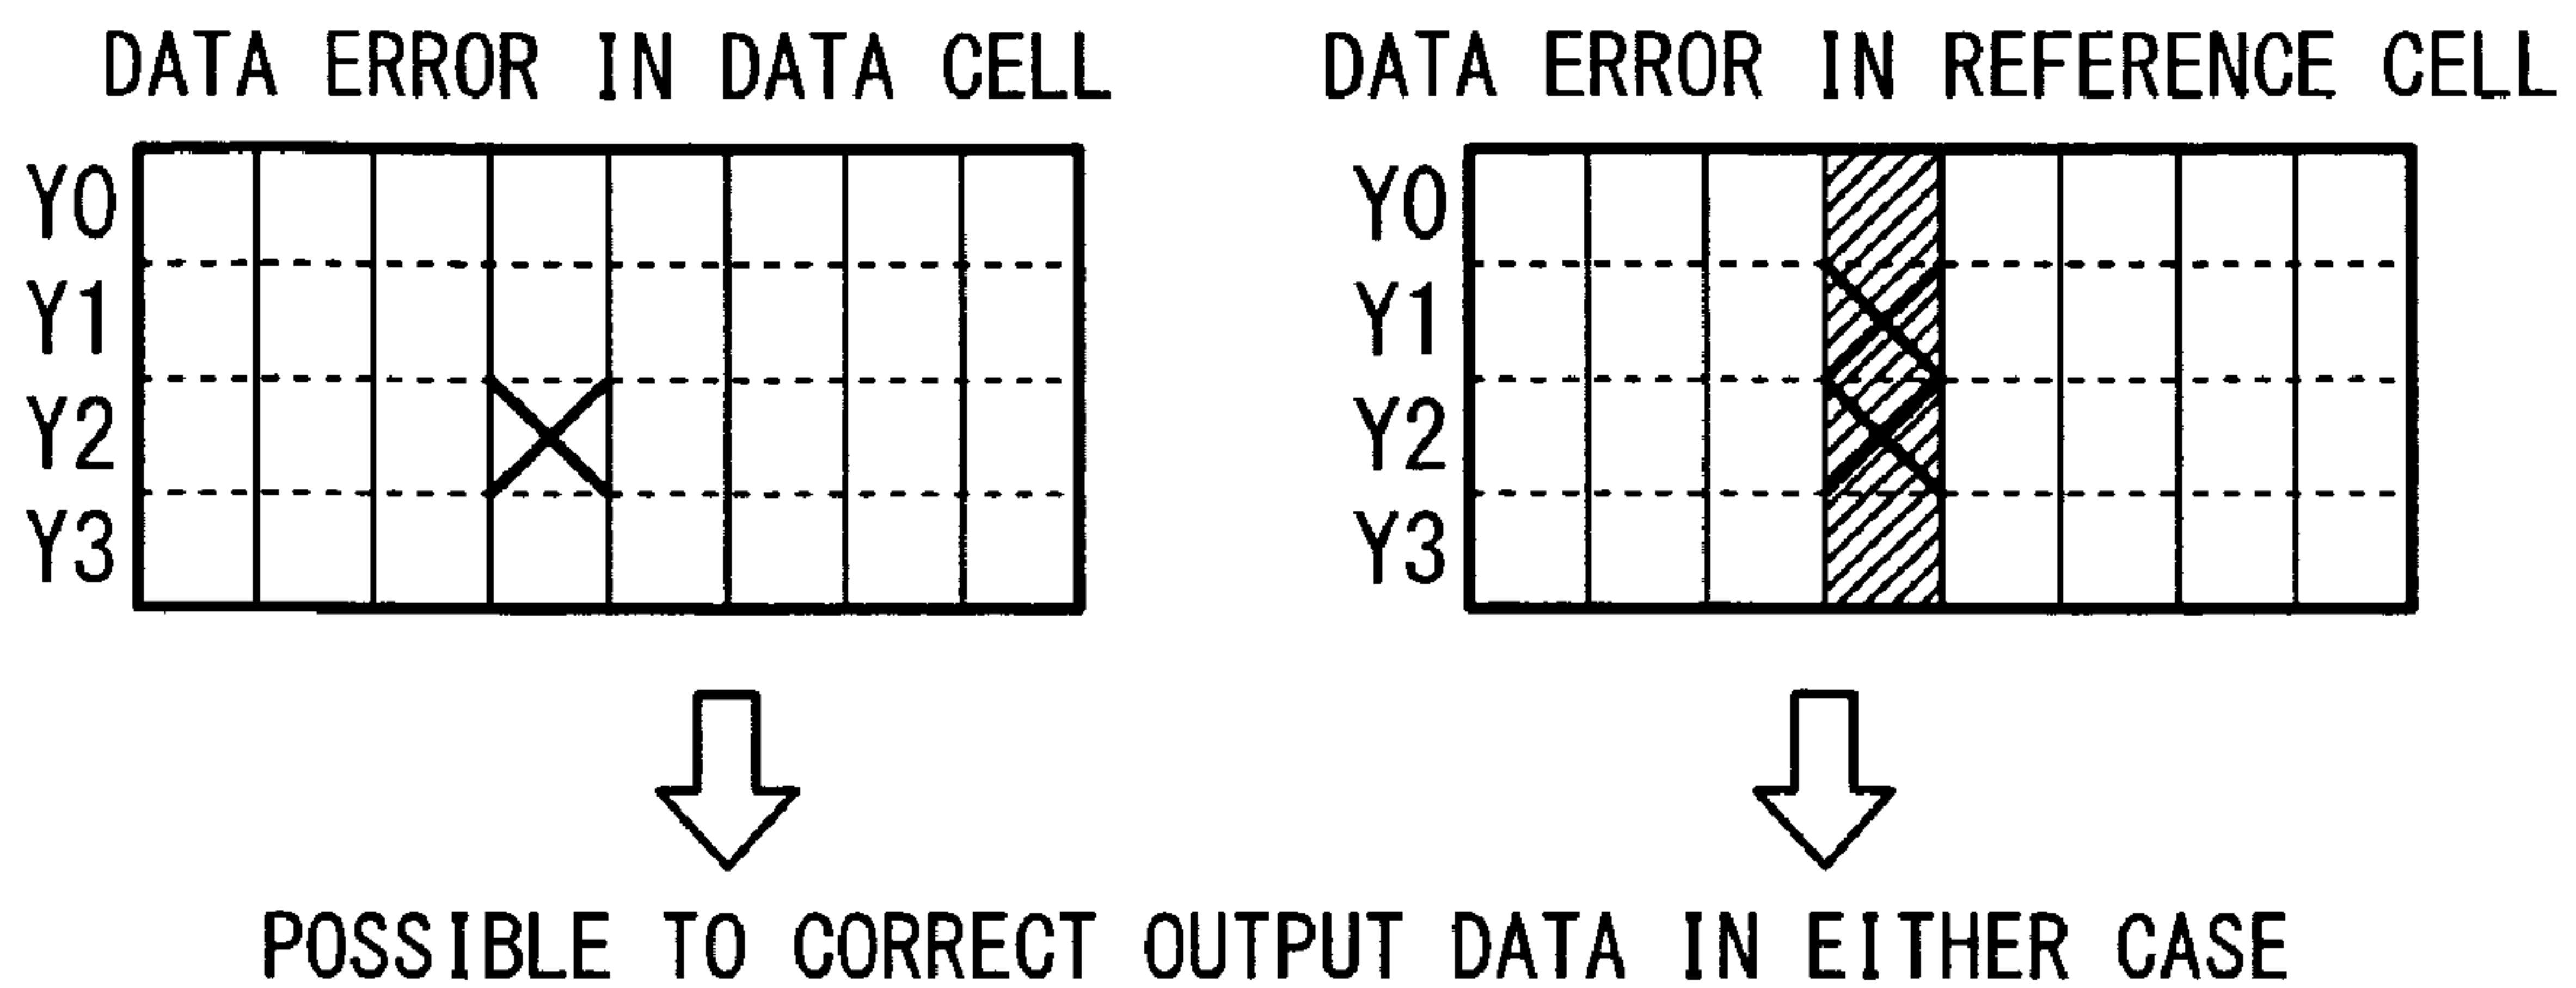 DATA ERROR IN DATA CELL
Y0
Y1
Y2
Y3
DATA ERROR IN REFERENCE CELL
Y0
Y1
Y2
Y3
POSSIBLE TO CORRECT OUTPUT DATA IN EITHER CASE